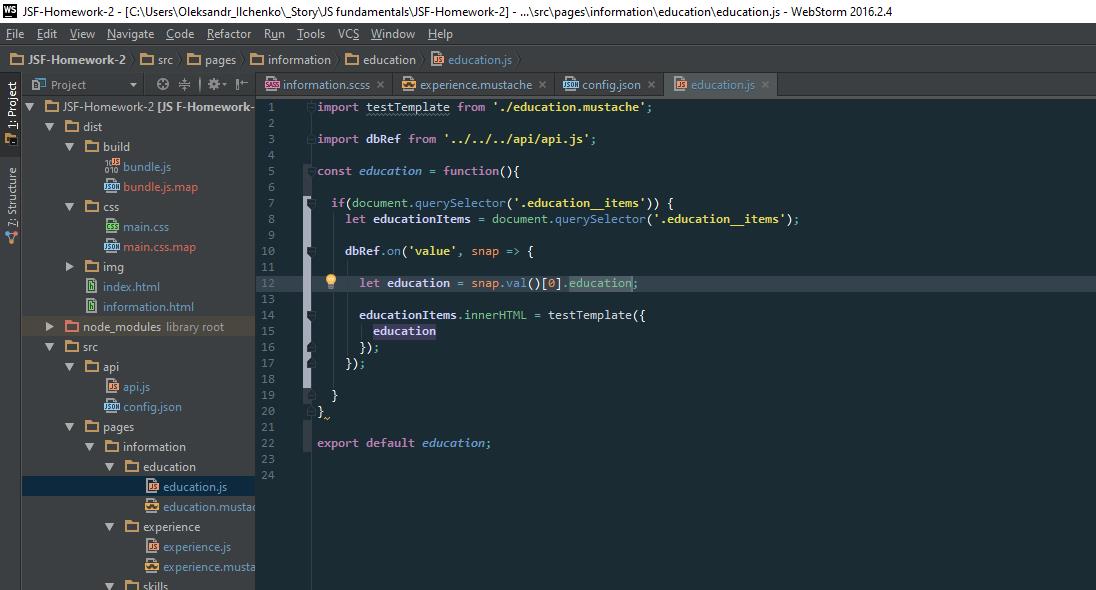 WS JSF-Homework-2 - [C:\Users\Oleksandr_Ilchenko\_Story\JS fundamentals\JSF-Homework-2] - ...\src\pages\information\education\education.js - WebStorm 2016.2.4
File Edit View Navigate Code Refactor Run Tools VCS Window Help
JSF-Homework-2 src pages information education education.js
1: Project
7: Structure
Project
information.scss experience.mustache config.json education.js
JSF-Homework-2 [JS F-Homework-
dist
build
bundle.js
bundle.js.map
css
main.css
main.css.map
img
index.html
information.html
node_modules library root
src
api
api.js
config.json
pages
information
education
education.js
education.mustac
experience
experience.js
experience.musta
skills
1 import testTemplate from './education.mustache';
2
3 import dbRef from '../../../api/api.js';
4
5 const education = function(){
6
7 if(document.querySelector('.education__items')) {
8 let educationItems = document.querySelector('.education__items');
9
10 dbRef.on('value', snap => {
11
12 let education = snap.val()[0].education;
13
14 educationItems.innerHTML = testTemplate({
15 education
16 });
17 });
18
19 }
20 }
21
22 export default education;
23
24